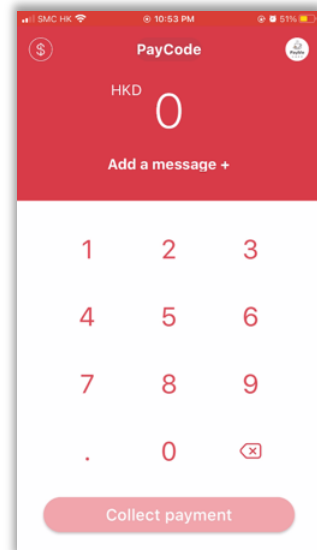 SMC HK 10:53 PM 51%
$ PayCode PayMe
HKD 0
Add a message +
1 2 3
4 5 6
7 8 9
. 0
Collect payment